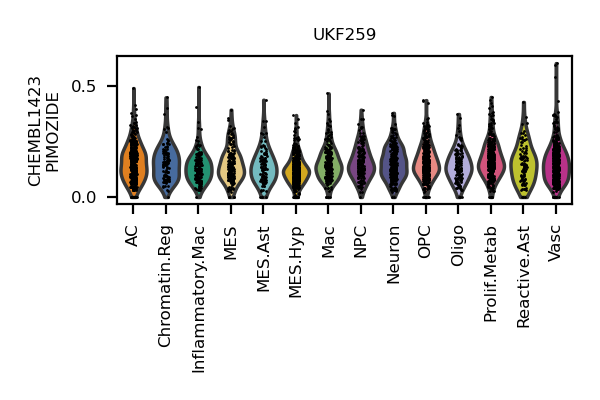 UKF259
CHEMBL1423
PIMOZIDE
0.5
0.0
AC
Chromatin.Reg
Inflammatory.Mac
MES
MES.Ast
MES.Hyp
Mac
NPC
Neuron
OPC
Oligo
Prolif.Metab
Reactive.Ast
Vasc